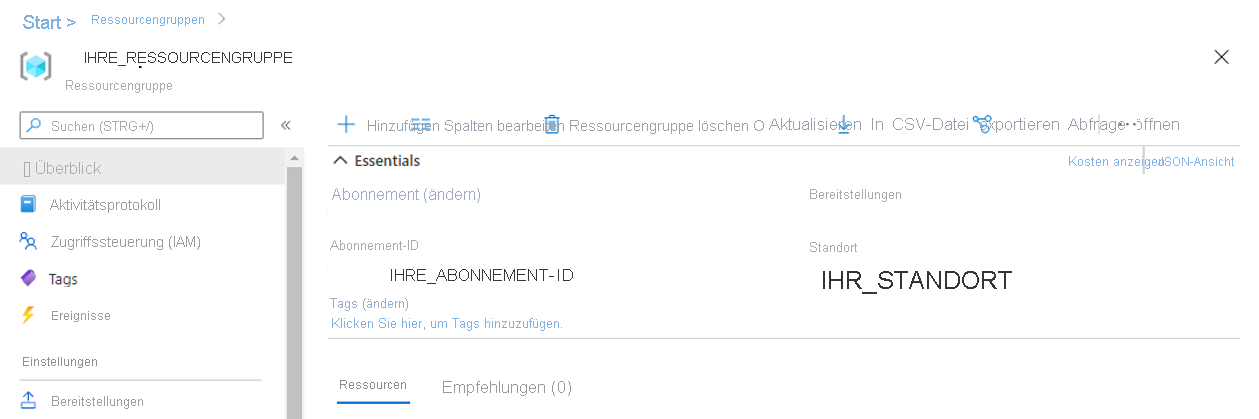 Start > Ressourcengruppen >
IHRE_RESSOURCENGRUPPE
Ressourcengruppe
Suchen (STRG+/)
«
Hinzufügen Spalten bearbeiten Ressourcengruppe löschen O Aktualisieren In CSV-Datei exportieren Abfrage öffnen
[] Überblick
Aktivitätsprotokoll
Zugriffssteuerung (IAM)
Tags
Ereignisse
Einstellungen
Bereitstellungen
Essentials
Kosten anzeigen
JSON-Ansicht
Abonnement (ändern)
Bereitstellungen
Abonnement-ID
Standort
IHRE_ABONNEMENT-ID
IHR_STANDORT
Tags (ändern)
Klicken Sie hier, um Tags hinzuzufügen.
Ressourcen
Empfehlungen (0)